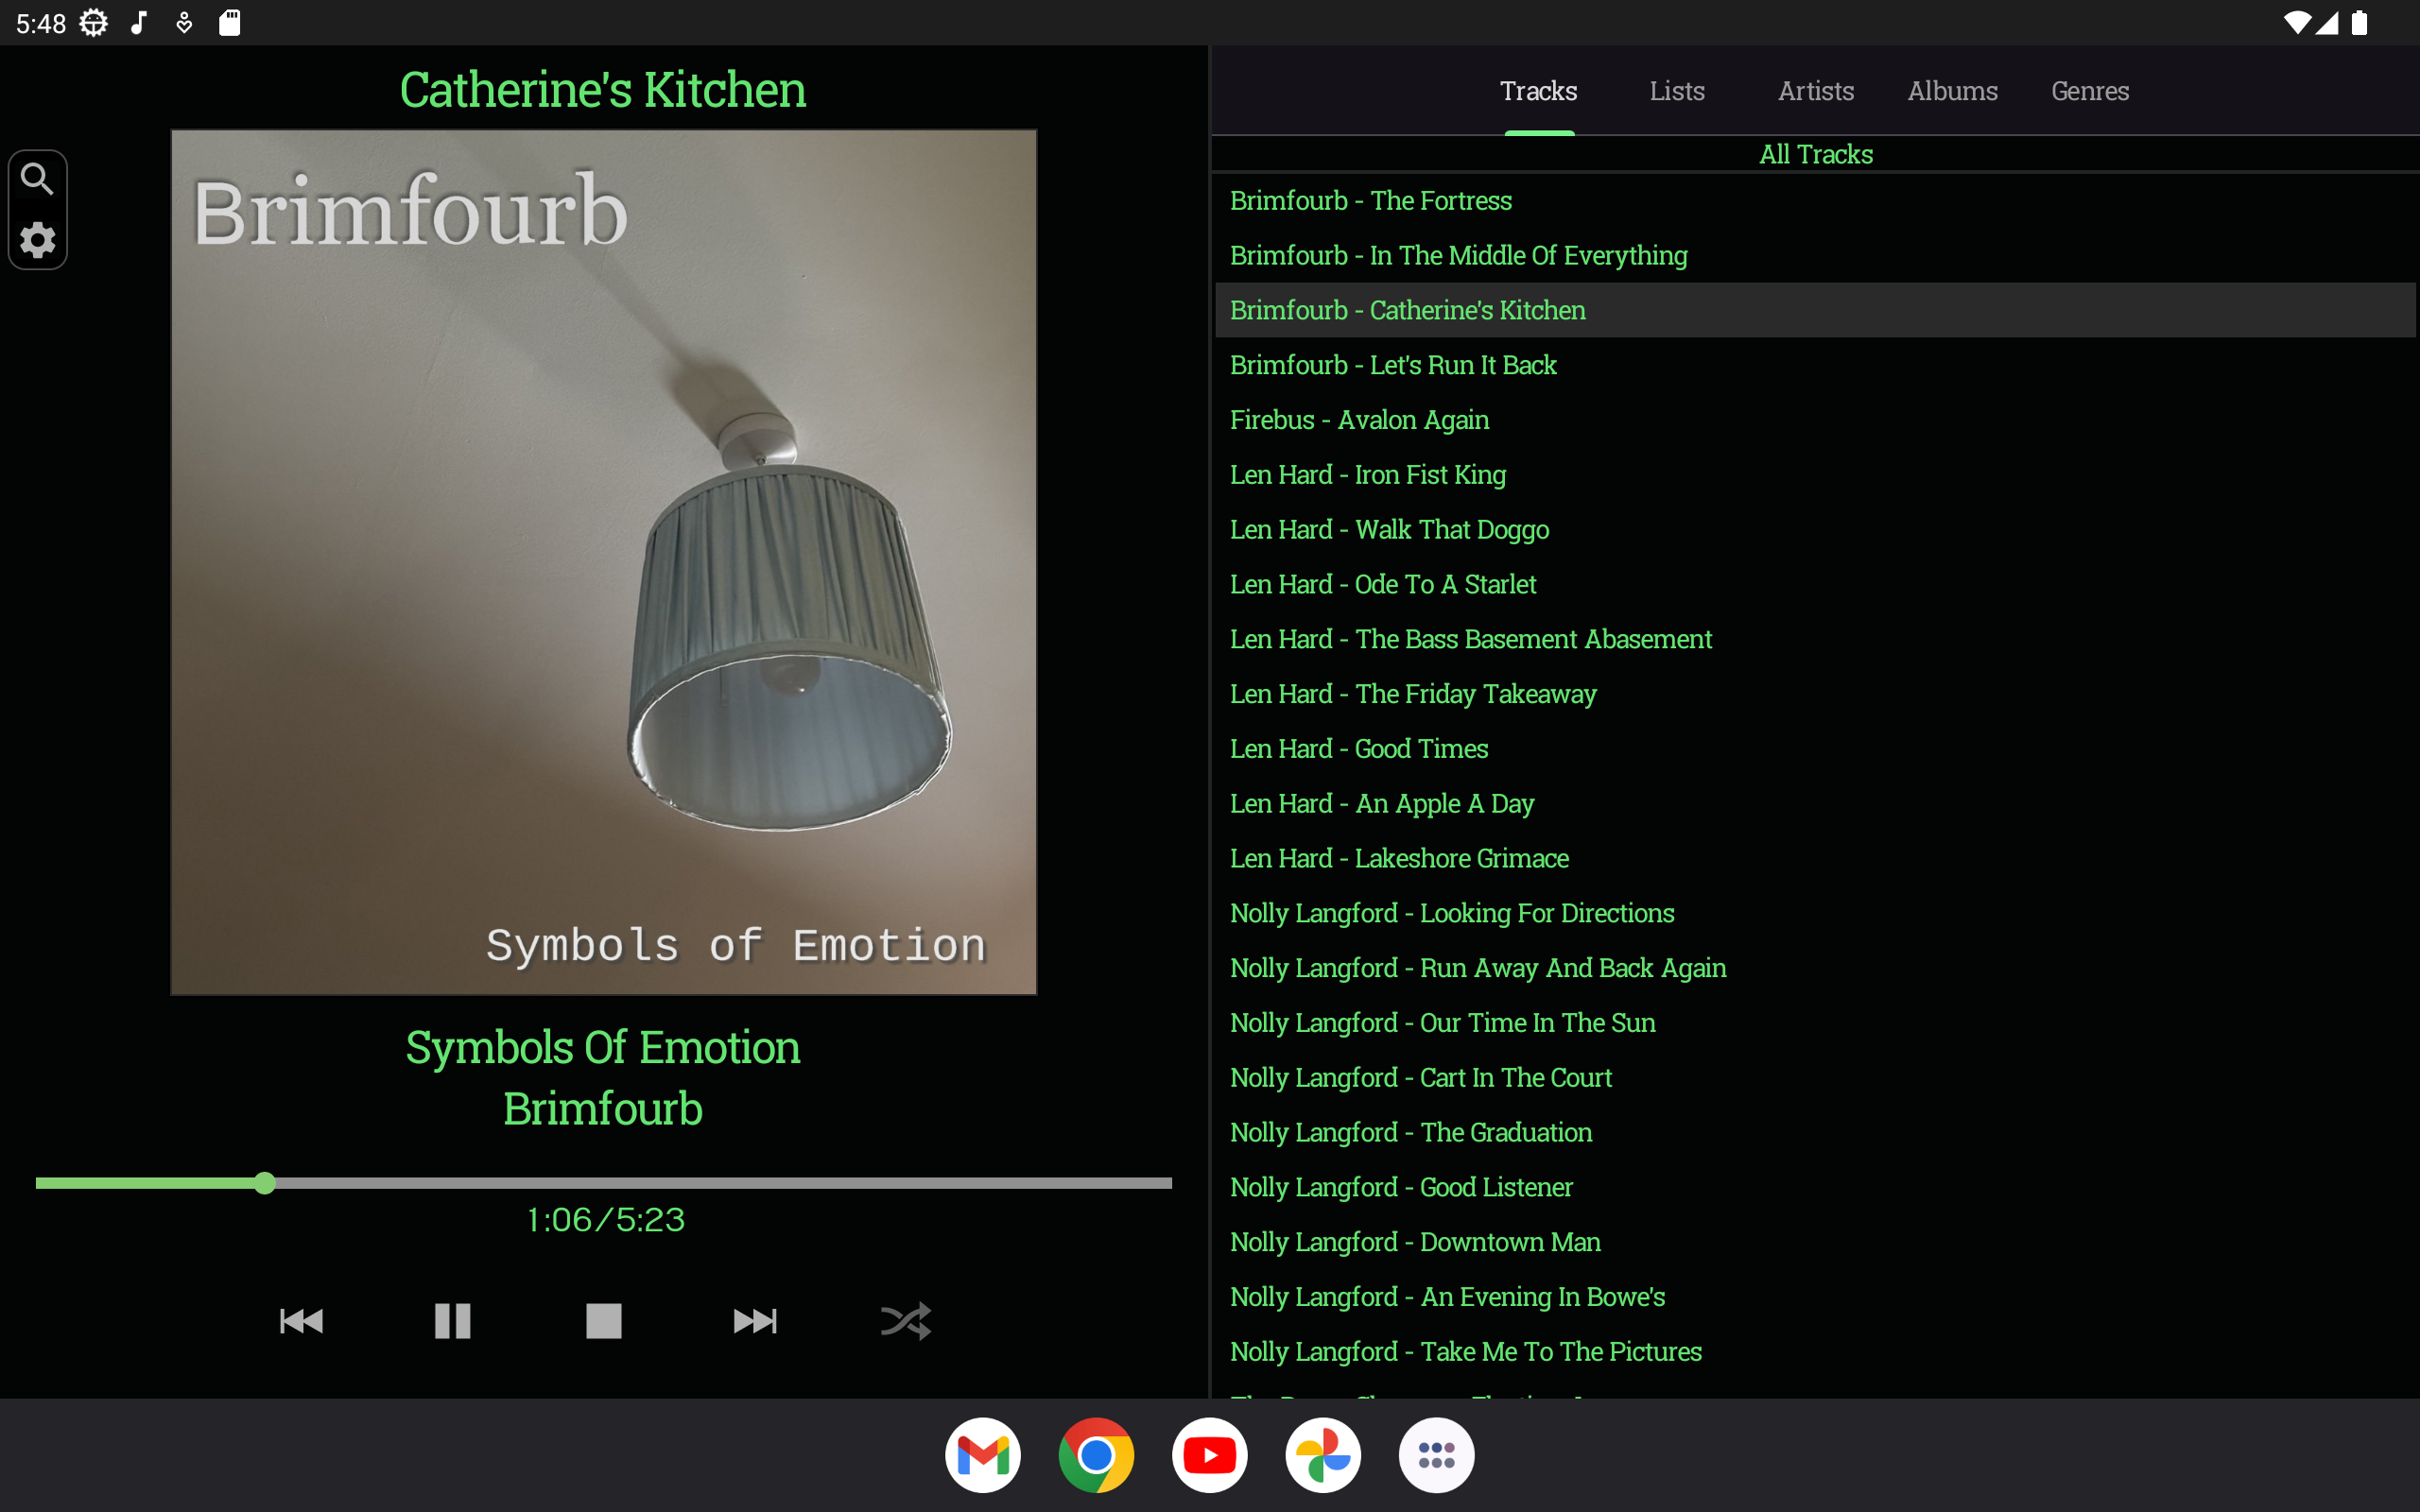 5:48
Catherine's Kitchen
Brimfourb
Symbols of Emotion
Symbols Of Emotion
Brimfourb
1:06/5:23
Tracks Lists Artists Albums Genres
All Tracks
Brimfourb - The Fortress
Brimfourb - In The Middle Of Everything
Brimfourb - Catherine's Kitchen
Brimfourb - Let's Run It Back
Firebus - Avalon Again
Len Hard - Iron Fist King
Len Hard - Walk That Doggo
Len Hard - Ode To A Starlet
Len Hard - The Bass Basement Abasement
Len Hard - The Friday Takeaway
Len Hard - Good Times
Len Hard - An Apple A Day
Len Hard - Lakeshore Grimace
Nolly Langford - Looking For Directions
Nolly Langford - Run Away And Back Again
Nolly Langford - Our Time In The Sun
Nolly Langford - Cart In The Court
Nolly Langford - The Graduation
Nolly Langford - Good Listener
Nolly Langford - Downtown Man
Nolly Langford - An Evening In Bowe's
Nolly Langford - Take Me To The Pictures